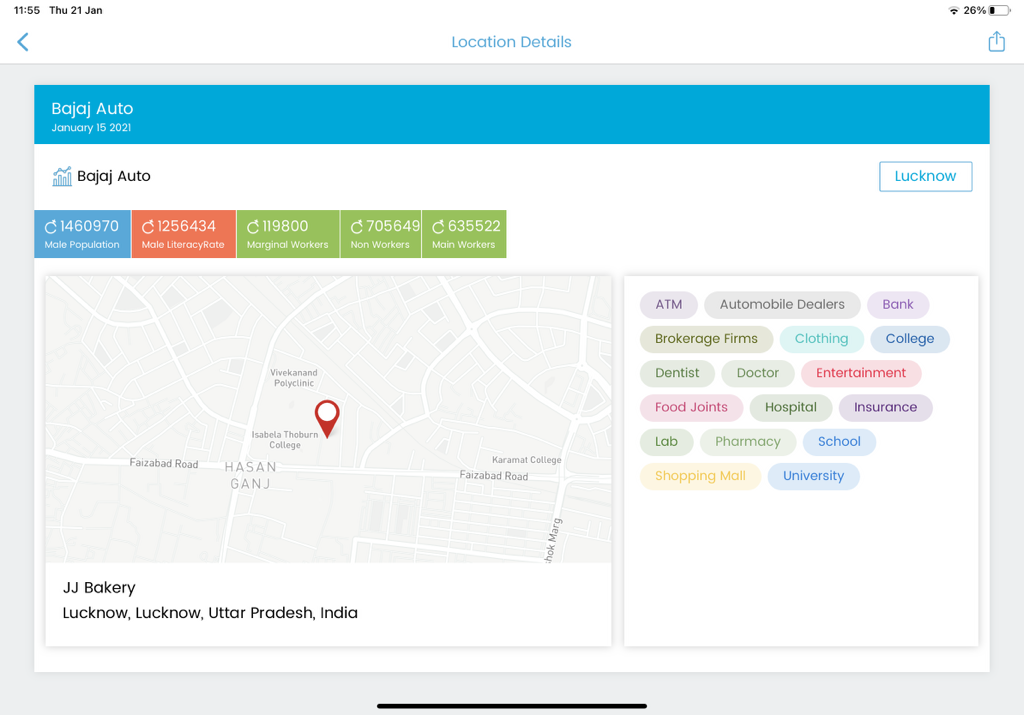 11:55 Thu 21 Jan
26%
Location Details
Bajaj Auto
January 15 2021
Bajaj Auto
Lucknow
1460970 1256434 119800 705649 635522
Male Population Male LiteracyRate Marginal Workers Non Workers Main Workers
Vivekanand
Polyclinic
Isabela Thoburn
College
Faizabad Road
HASAN
GANJ
Karamat College
Faizabad Road
hok Marg
JJ Bakery
Lucknow, Lucknow, Uttar Pradesh, India
ATM Automobile Dealers Bank
Brokerage Firms Clothing College
Dentist Doctor Entertainment
Food Joints Hospital Insurance
Lab Pharmacy School
Shopping Mall University